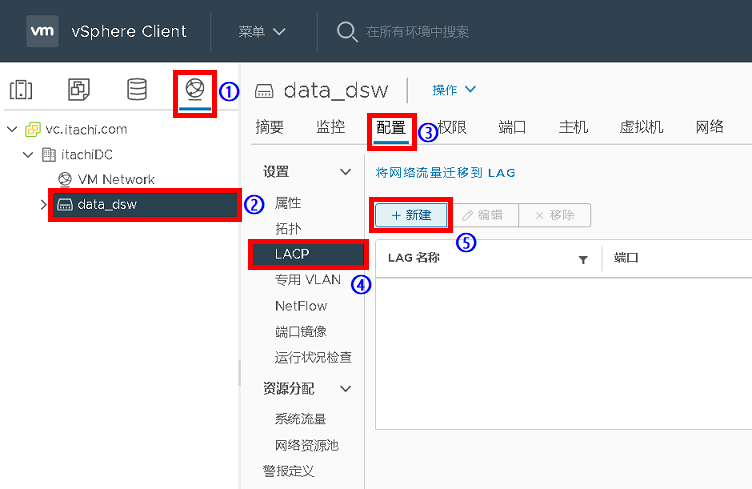 vm vSphere Client 菜单 在所有环境中搜索
①
vc.itachi.com
itachiDC
VM Network
data_dsw ②
data_dsw 操作
摘要 监控 配置 ③ 权限 端口 主机 虚拟机 网络
设置
属性
拓扑
LACP
④
专用 VLAN
NetFlow
端口镜像
运行状况检查
资源分配
系统流量
网络资源池
警报定义
将网络流量迁移到 LAG
+ 新建 编辑 × 移除
⑤
LAG 名称 端口